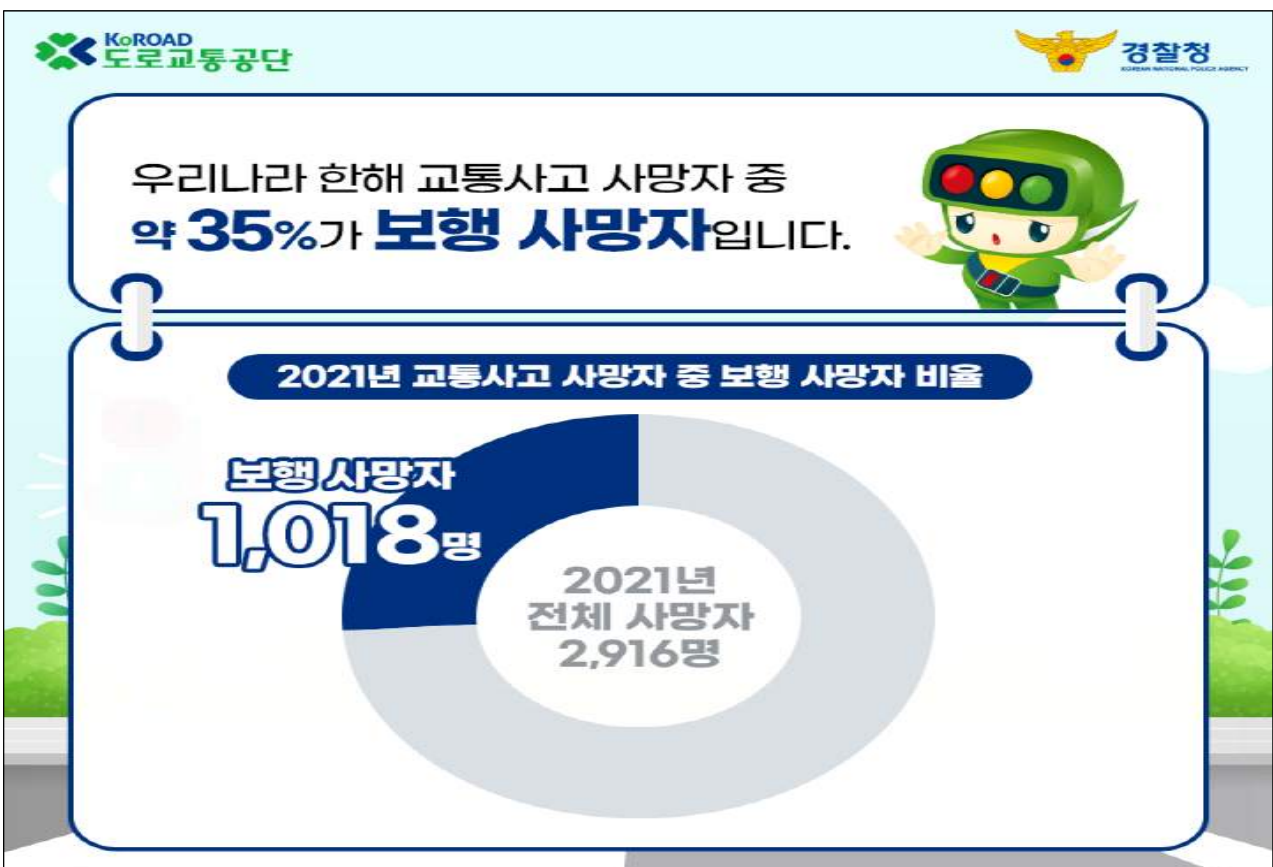 KoROAD
도로교통공단
경찰청
KOREAN NATIONAL POLICE AGENCY
우리나라 한해 교통사고 사망자 중
약 35%가 보행 사망자입니다.
2021년 교통사고 사망자 중 보행 사망자 비율
보행 사망자
1,018명
2021년
전체 사망자
2,916명